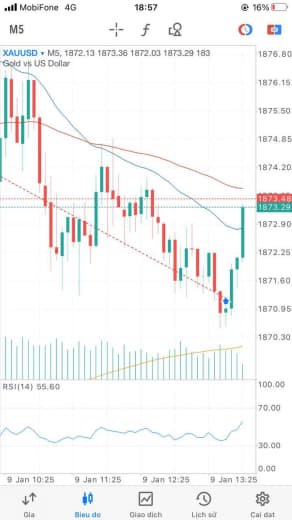 MobiFone 4G
18:57
16%
M5
XAUUSD M5, 1872.13 1873.36 1872.03 1873.29 183
Gold vs US Dollar
1876.80
1876.15
1875.50
1874.85
1874.20
1873.48
1873.29
1872.90
1872.25
1871.60
1870.95
1870.30
RSI(14) 55.60
100.00
70.00
30.00
0.00
9 Jan 10:25
9 Jan 11:25
9 Jan 12:25
9 Jan 13:25
Gia
Bieu do
Giao dịch
Lịch sử
Cai dat